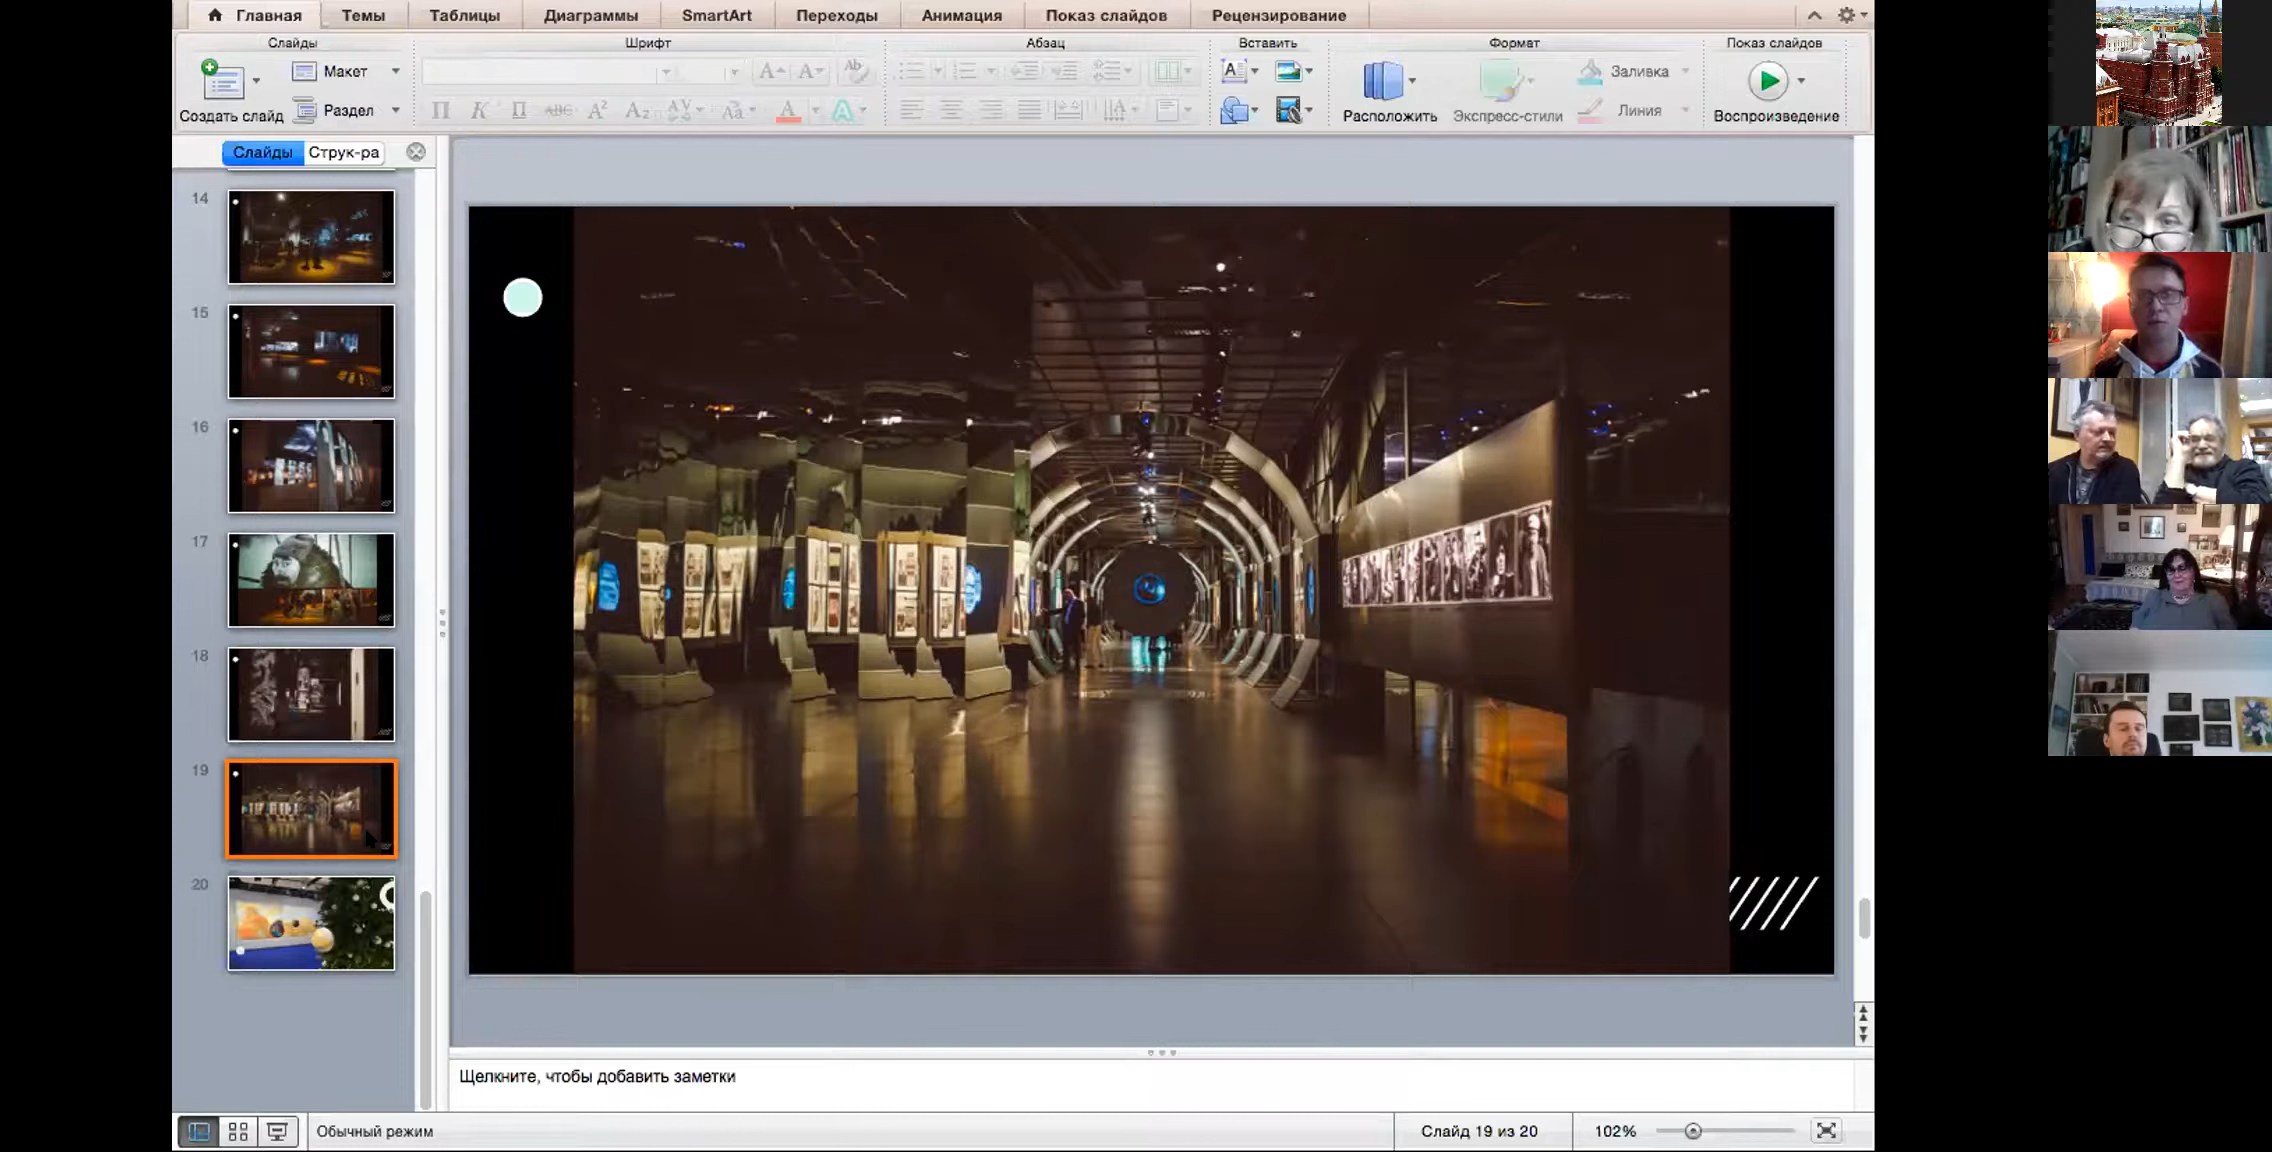 Главная Темы Таблицы Диаграммы SmartArt Переходы Анимация Показ слайдов Рецензирование
Слайды Шрифт Абзац Вставить Формат Показ слайдов
Макет
Заливка
Создать слайд Раздел
Расположить Экспресс-стили Линия Воспроизведение
Слайды Струк-ра
14
15
16
17
18
19
20
Щелкните, чтобы добавить заметки
Обычный режим Слайд 19 из 20 102%